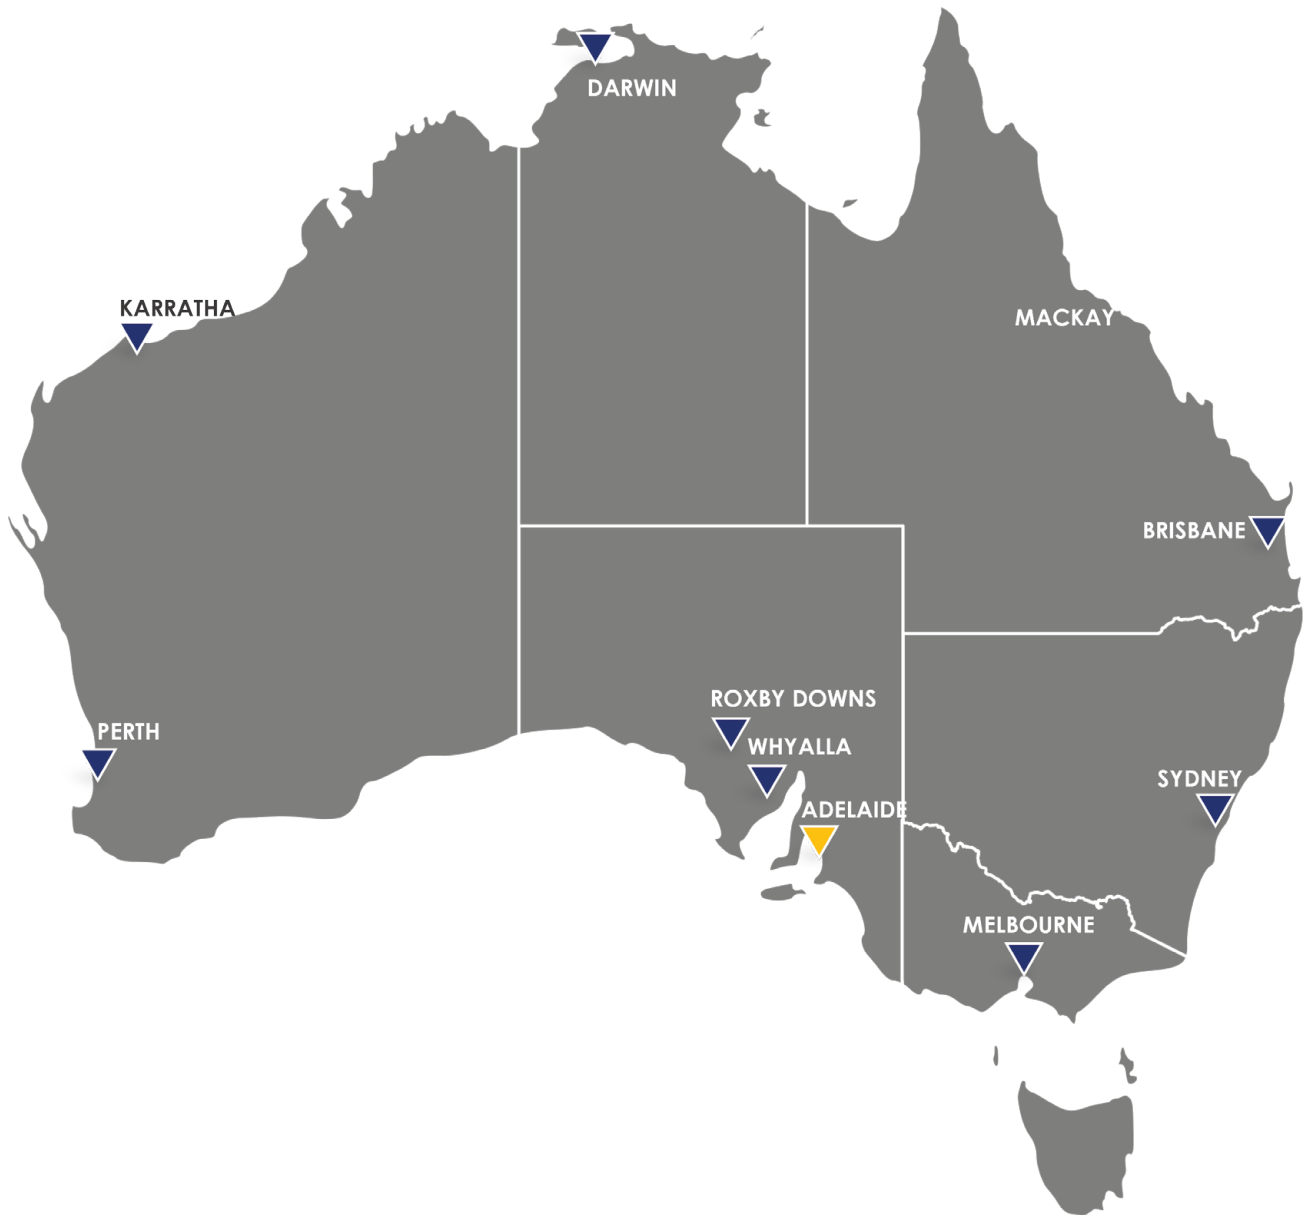 DARWIN
KARRATHA
MACKAY
BRISBANE
ROXBY DOWNS
PERTH
WHYALLA
SYDNEY
ADELAIDE
MELBOURNE